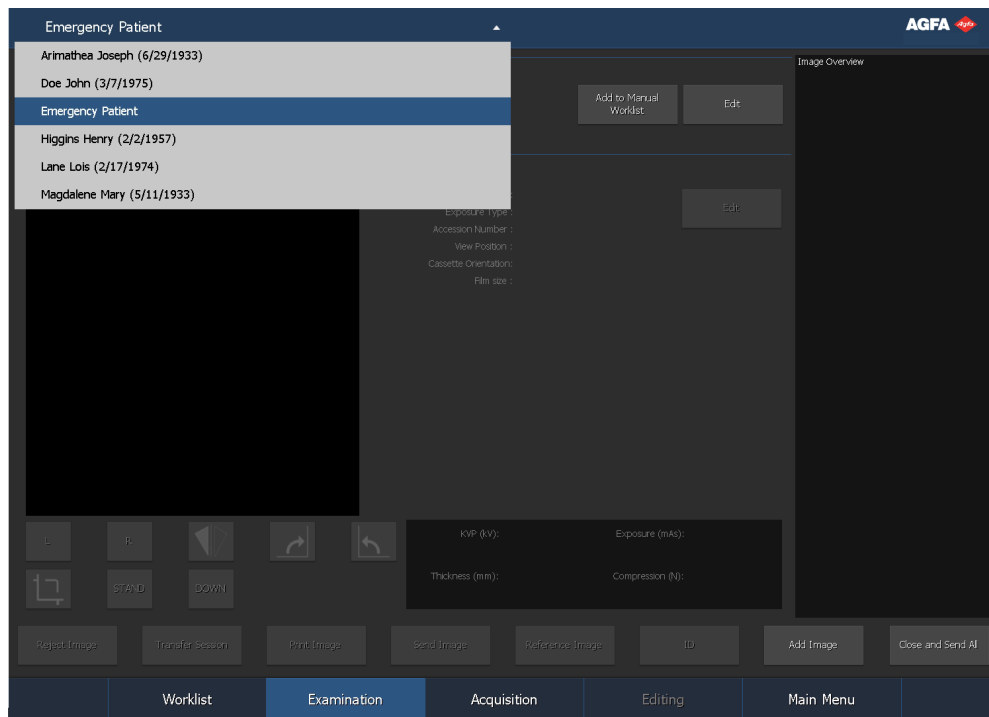 Emergency Patient
AGFA
Arimathea Joseph (6/29/1933)
Doe John (3/7/1975)
Emergency Patient
Higgins Henry (2/2/1957)
Lane Lois (2/17/1974)
Magdalene Mary (5/11/1933)
Add to Manual
Worklist
Edit
Image Overview
:
Exposure Type :
Accession Number :
View Position :
Cassette Orientation:
Film size :
Edit
L
R
STAND
DOWN
KVP (kV):
Exposure (mAs):
Thickness (mm):
Compression (N):
Reject Image
Transfer Session
Print Image
Send Image
Reference Image
ID
Add Image
Close and Send All
Worklist
Examination
Acquisition
Editing
Main Menu